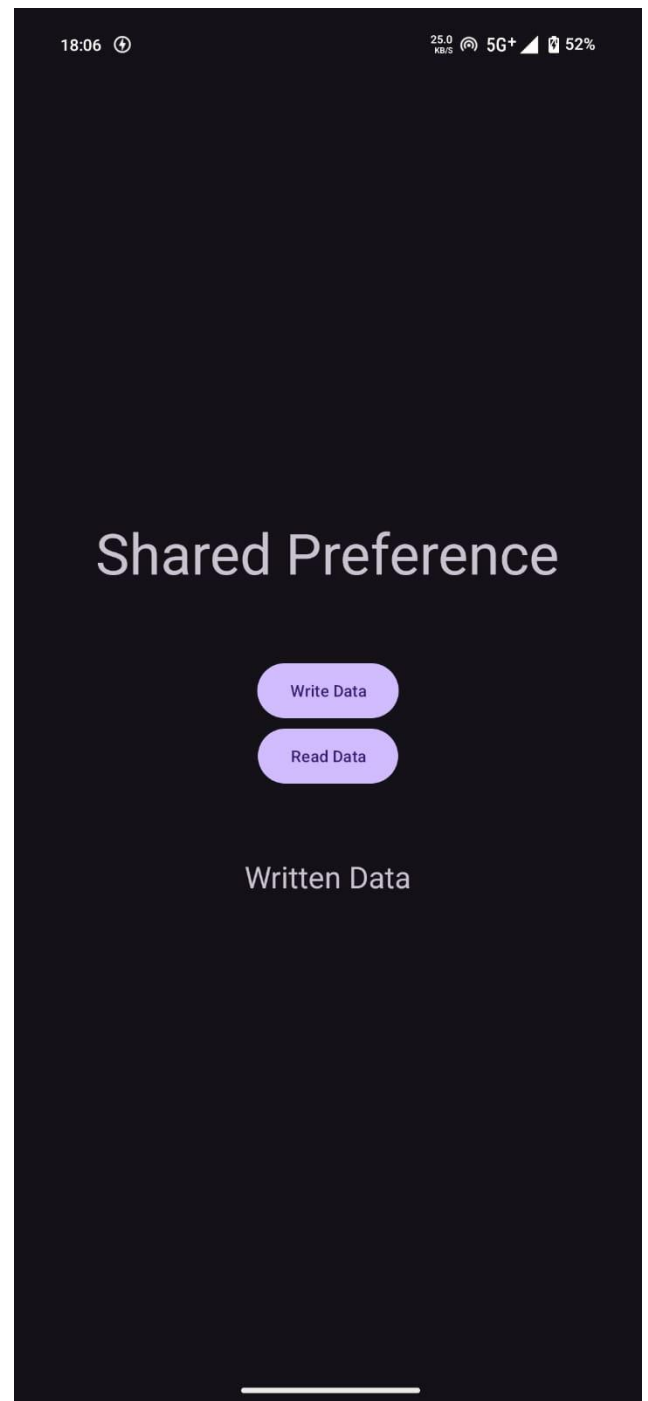 18:06 25.0 KB/S 5G+ 52%
Shared Preference
Write Data
Read Data
Written Data